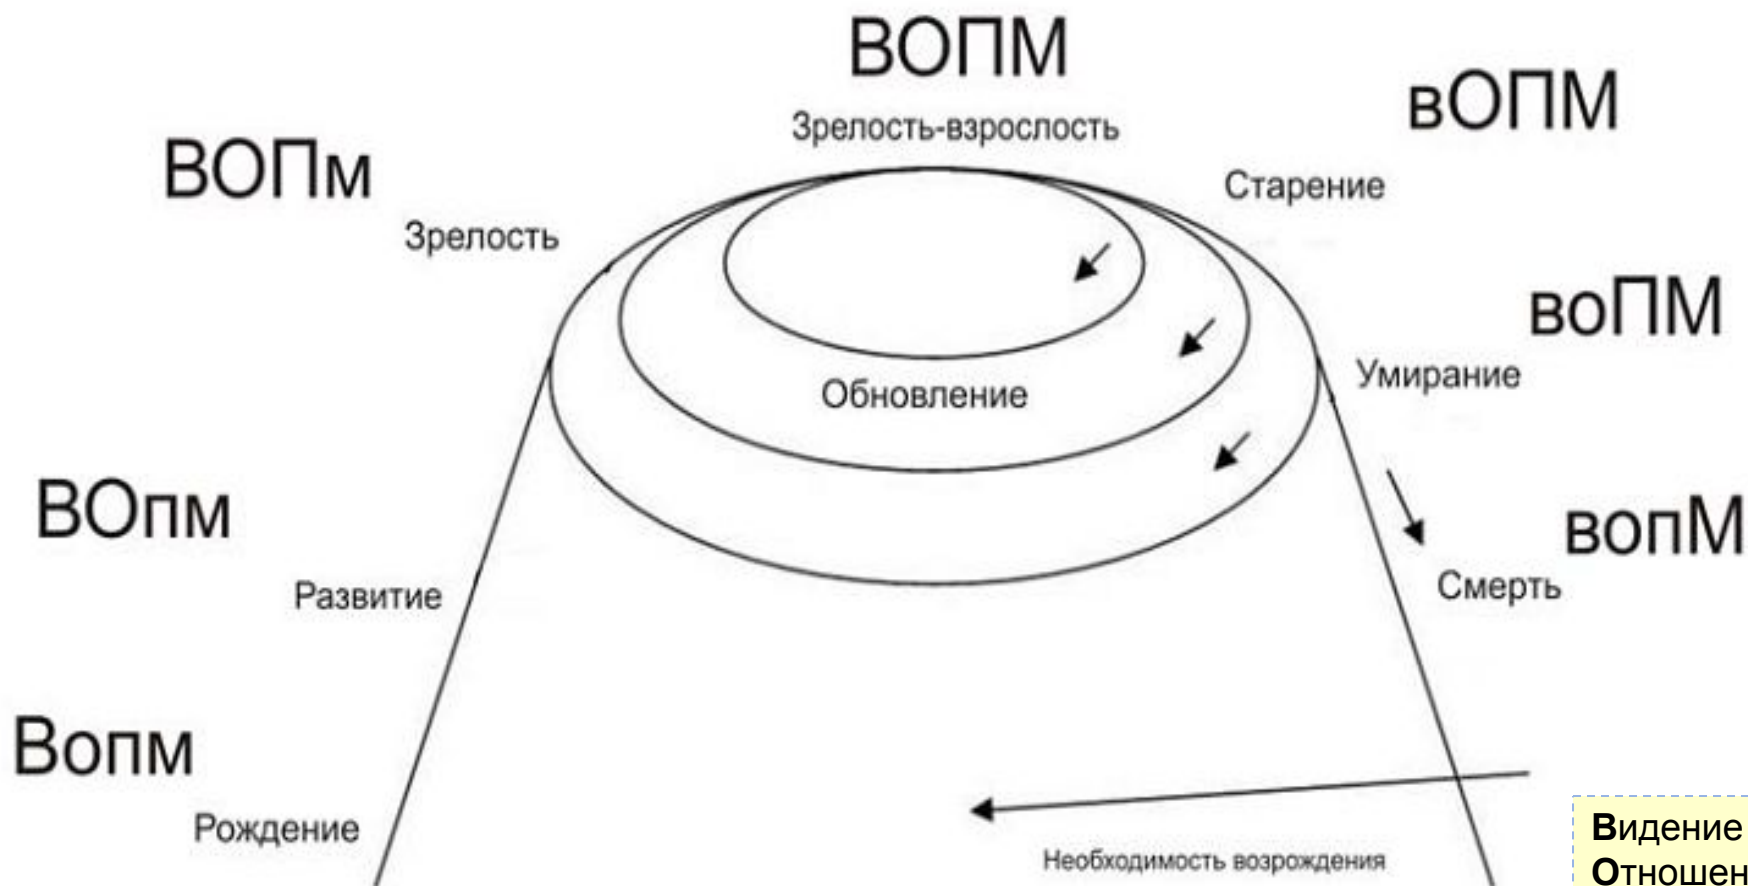 ВОПМ
Зрелость-взрослость
вОПМ
Старение
ВОПм
Зрелость
воПМ
Умирание
Обновление
ВОпм
Развитие
вопМ
Смерть
Вопм
Рождение
Необходимость возрождения
Видение
Отношен